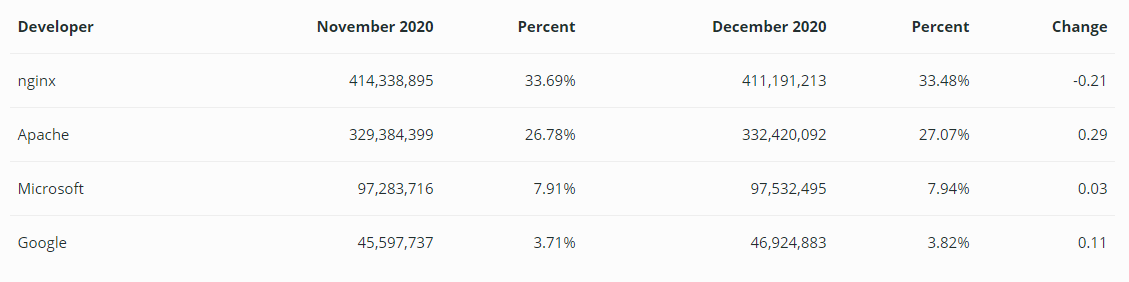 Developer November 2020 Percent December 2020 Percent Change
nginx 414,338,895 33.69% 411,191,213 33.48% -0.21
Apache 329,384,399 26.78% 332,420,092 27.07% 0.29
Microsoft 97,283,716 7.91% 97,532,495 7.94% 0.03
Google 45,597,737 3.71% 46,924,883 3.82% 0.11